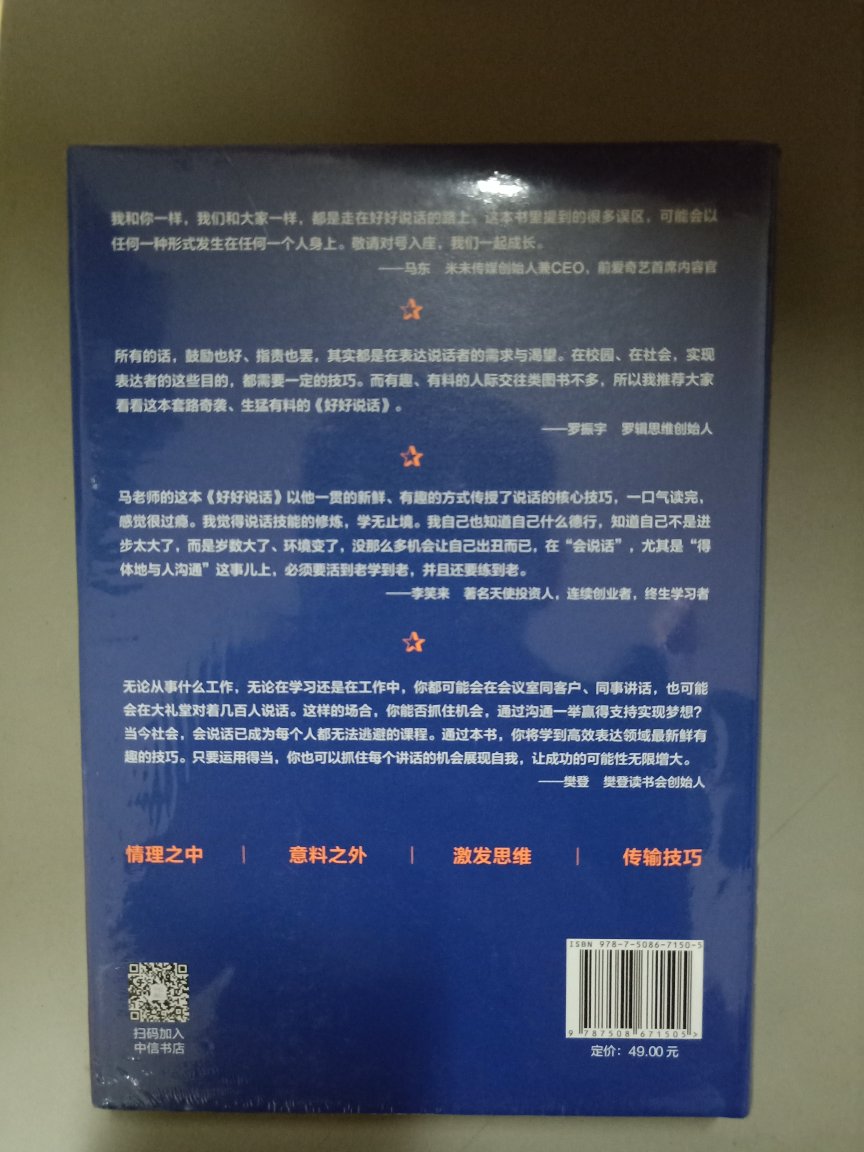 我和你一样，我们和大家一样，都是走在好好说话的路上，这本书里提到的很多误区，可能会以
任何一种形式发生在任何一个人身上。敬请对号入座，我们一起成长。
——马东 米未传媒创始人兼CEO，前爱奇艺首席内容官
所有的话，鼓励也好、指责也罢，其实都是在表达说话者的需求与渴望。在校园、在社会，实现
表达者的这些目的，都需要一定的技巧。而有趣、有料的人际交往类图书不多，所以我推荐大家
看看这本套路奇袭、生猛有料的《好好说话》。
——罗振宇 罗辑思维创始人
马老师的这本《好好说话》以他一贯的新鲜、有趣的方式传授了说话的核心技巧，一口气读完，
感觉很过瘾。我觉得说话技能的修炼，学无止境。我自己也知道自己什么德行，知道自己不是进
步太大了，而是岁数大了、环境变了，没那么多机会让自己出丑而已，在“会说话”，尤其是“得
体地与人沟通”这事儿上，必须要活到老学到老，并且还要练到老。
——李笑来 著名天使投资人，连续创业者，终生学习者
无论从事什么工作，无论在学习还是在工作中，你都可能会在会议室同客户、同事讲话，也可能
会在大礼堂对着几百人说话。这样的场合，你能否抓住机会，通过沟通一举赢得支持实现梦想？
当今社会，会说话已成为每个人都无法逃避的课程。通过本书，你将学到高效表达领域最新鲜有
趣的技巧。只要运用得当，你也可以抓住每个讲话的机会展现自我，让成功的可能性无限增大。
——樊登 樊登读书会创始人
情理之中 | 意料之外 | 激发思维 | 传输技巧
ISBN 978-7-5086-7150-5
9 787508 671505 >
定价：49.00 元
扫码加入
中信书店